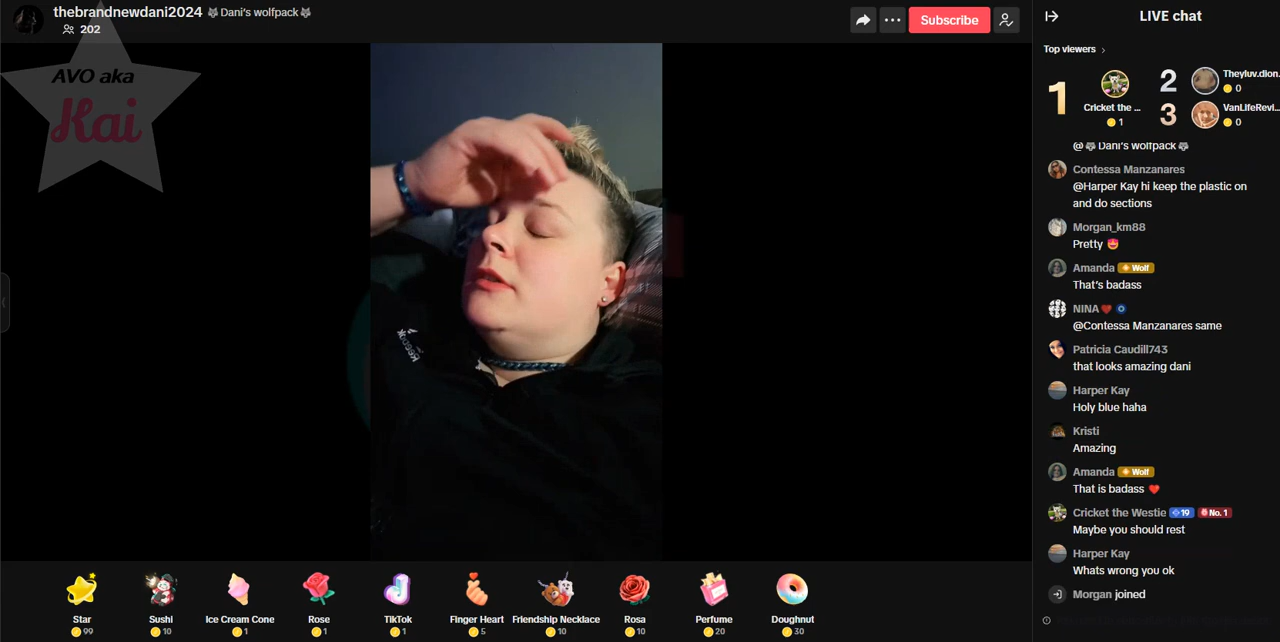 thebrandnewdani2024 🐺Dani's wolfpack🐺
202
Subscribe
AVO aka
Kai
Reebok
Star
99
Sushi
10
Ice Cream Cone
1
Rose
1
TikTok
1
Finger Heart
5
Friendship Necklace
10
Rosa
10
Perfume
20
Doughnut
30
LIVE chat
Top viewers
1
Cricket the ...
1
2
Theyluv.dion.
0
3
VanLifeRevi...
0
@🐺Dani's wolfpack🐺
Contessa Manzanares
@Harper Kay hi keep the plastic on
and do sections
Morgan_km88
Pretty 😍
Amanda Wolf
That's badass
NINA❤️
@Contessa Manzanares same
Patricia Caudill743
that looks amazing dani
Harper Kay
Holy blue haha
Kristi
Amazing
Amanda Wolf
That is badass ❤️
Cricket the Westie 19 No. 1
Maybe you should rest
Harper Kay
Whats wrong you ok
Morgan joined